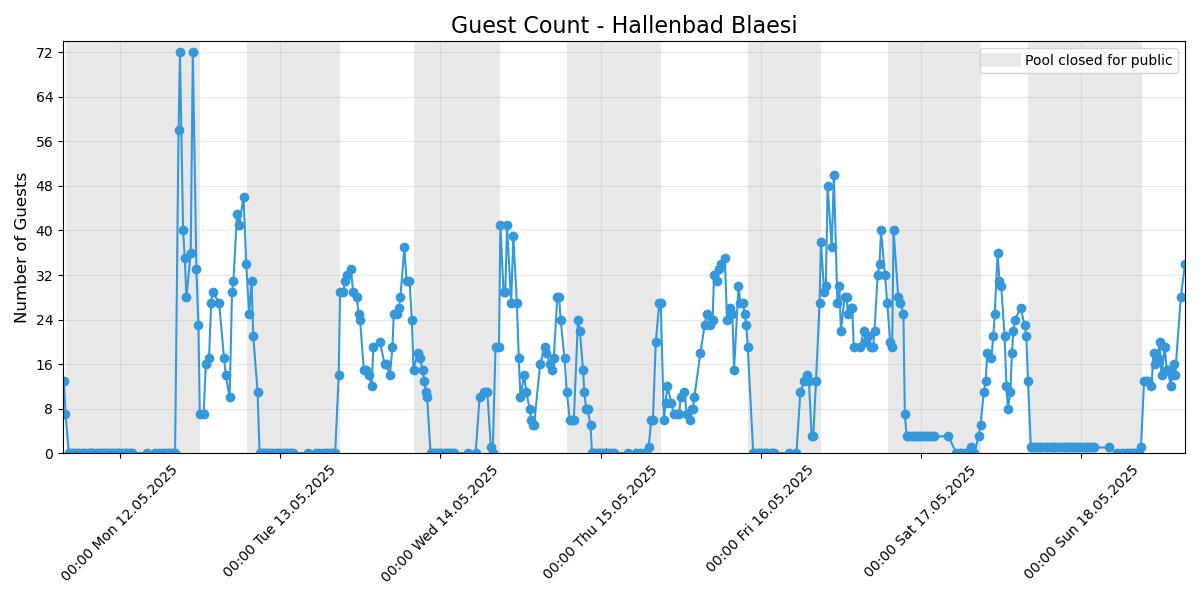 Guest Count - Hallenbad Blaesi
Pool closed for public
Number of Guests
72
64
56
48
40
32
24
16
8
0
00:00 Mon 12.05.2025
00:00 Tue 13.05.2025
00:00 Wed 14.05.2025
00:00 Thu 15.05.2025
00:00 Fri 16.05.2025
00:00 Sat 17.05.2025
00:00 Sun 18.05.2025